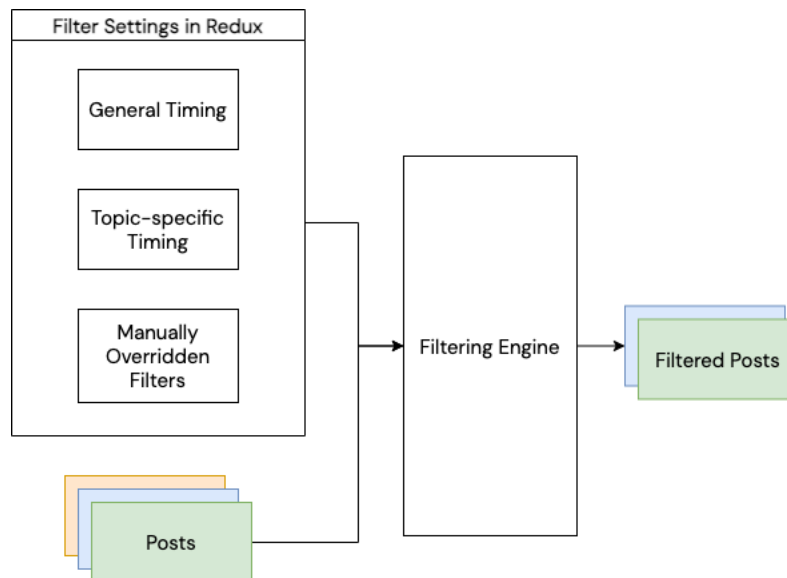 Filter Settings in Redux
General Timing
Topic-specific
Timing
Manually
Overridden
Filters
Filtering Engine
Filtered Posts
Posts